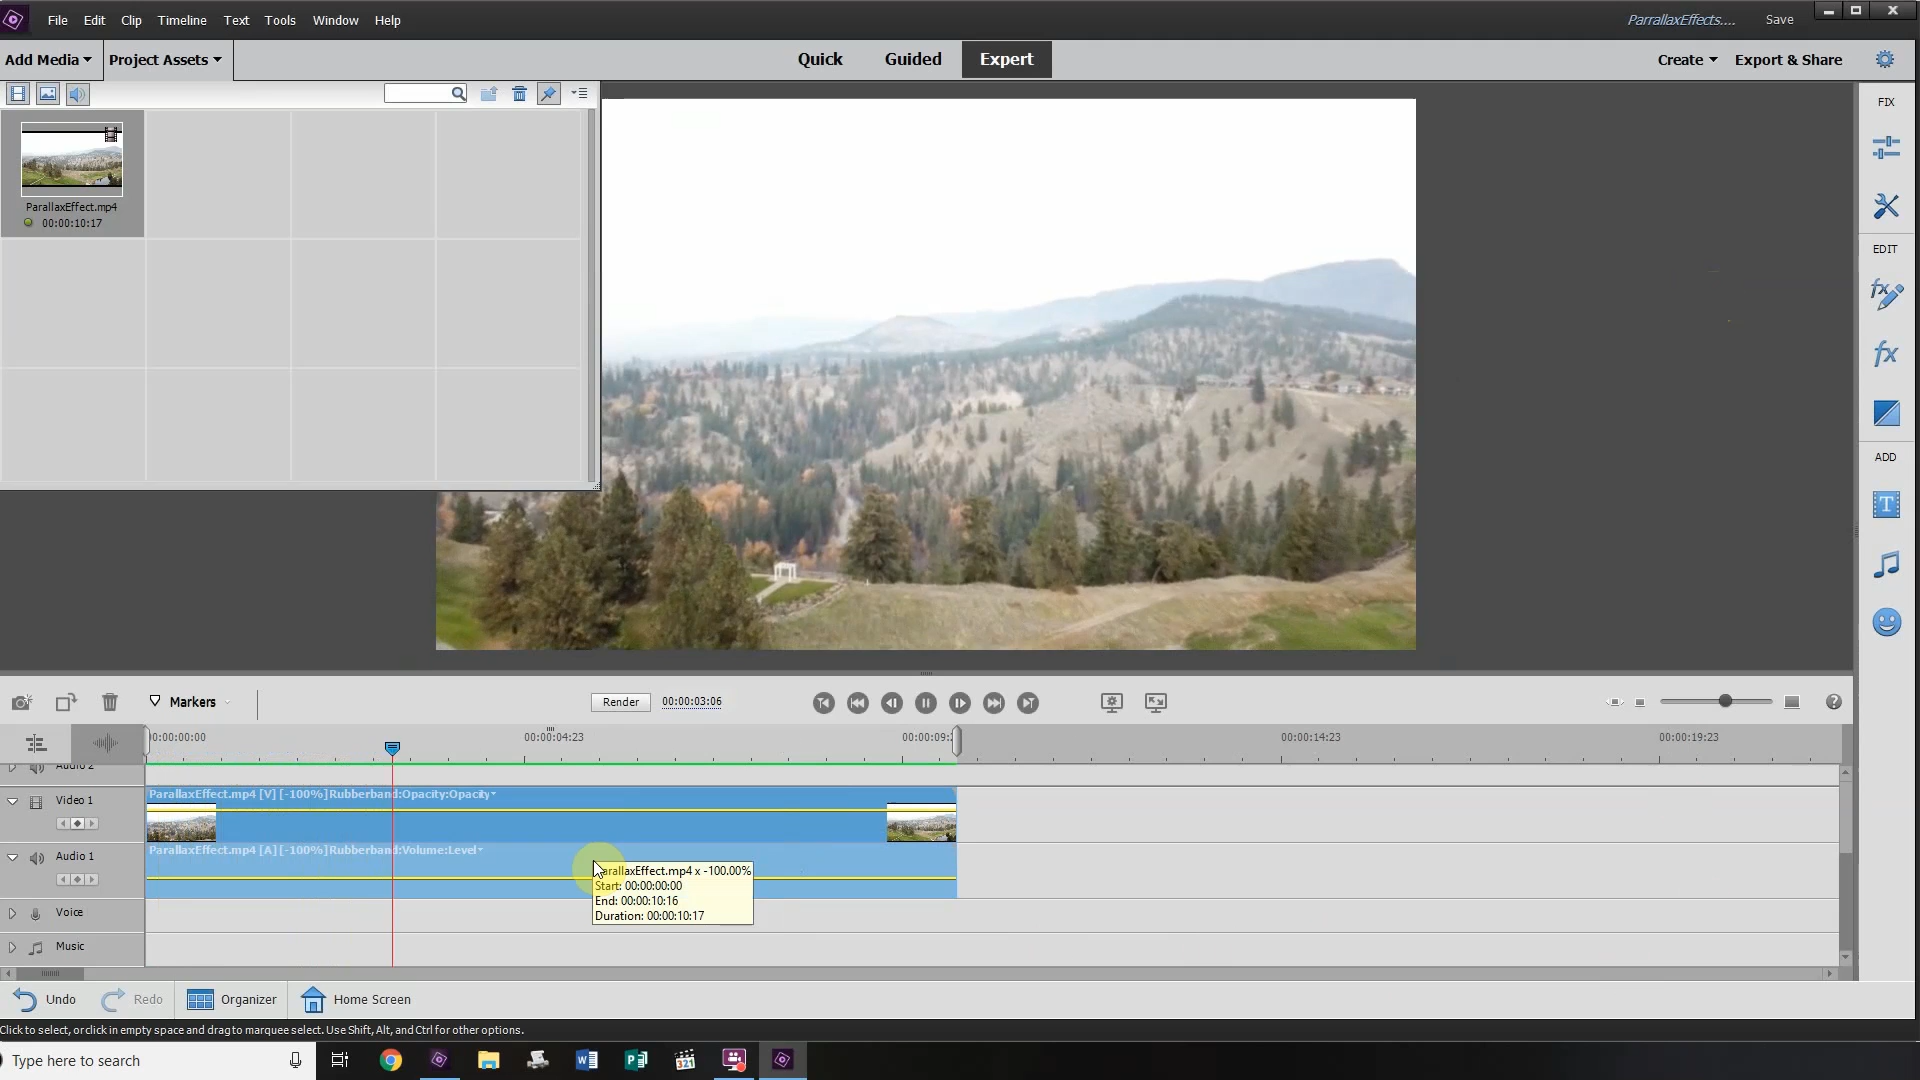 File Edit Clip Timeline Text Tools Window Help
ParrallaxEffects....
Save
Add Media
Project Assets
Quick
Guided
Expert
Create
Export & Share
FIX
EDIT
ADD
ParallaxEffect.mp4
00:00:10:17
Markers
Render
00:00:03:06
00:00:00:00
00:00:04:23
00:00:14:23
00:00:19:23
Audio 2
Video 1
ParallaxEffect.mp4 [V] [-100%]Rubberband:Opacity:Opacity
Audio 1
ParallaxEffect.mp4 [A] [-100%]Rubberband:Volume:Level
ParallaxEffect.mp4 x -100.00%
Start: 00:00:00:00
End: 00:00:10:16
Duration: 00:00:10:17
Voice
Music
Undo
Redo
Organizer
Home Screen
Click to select, or click in empty space and drag to marquee select. Use Shift, Alt, and Ctrl for other options.
Type here to search
321